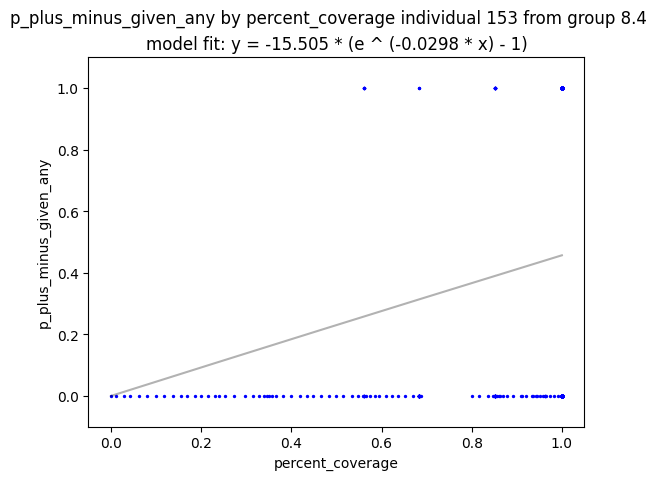 p_plus_minus_given_any by percent_coverage individual 153 from group 8.4
model fit: y = -15.505 * (e ^ (-0.0298 * x) - 1)
1.0
0.8
0.6
0.4
0.2
0.0
p_plus_minus_given_any
0.0 0.2 0.4 0.6 0.8 1.0
percent_coverage